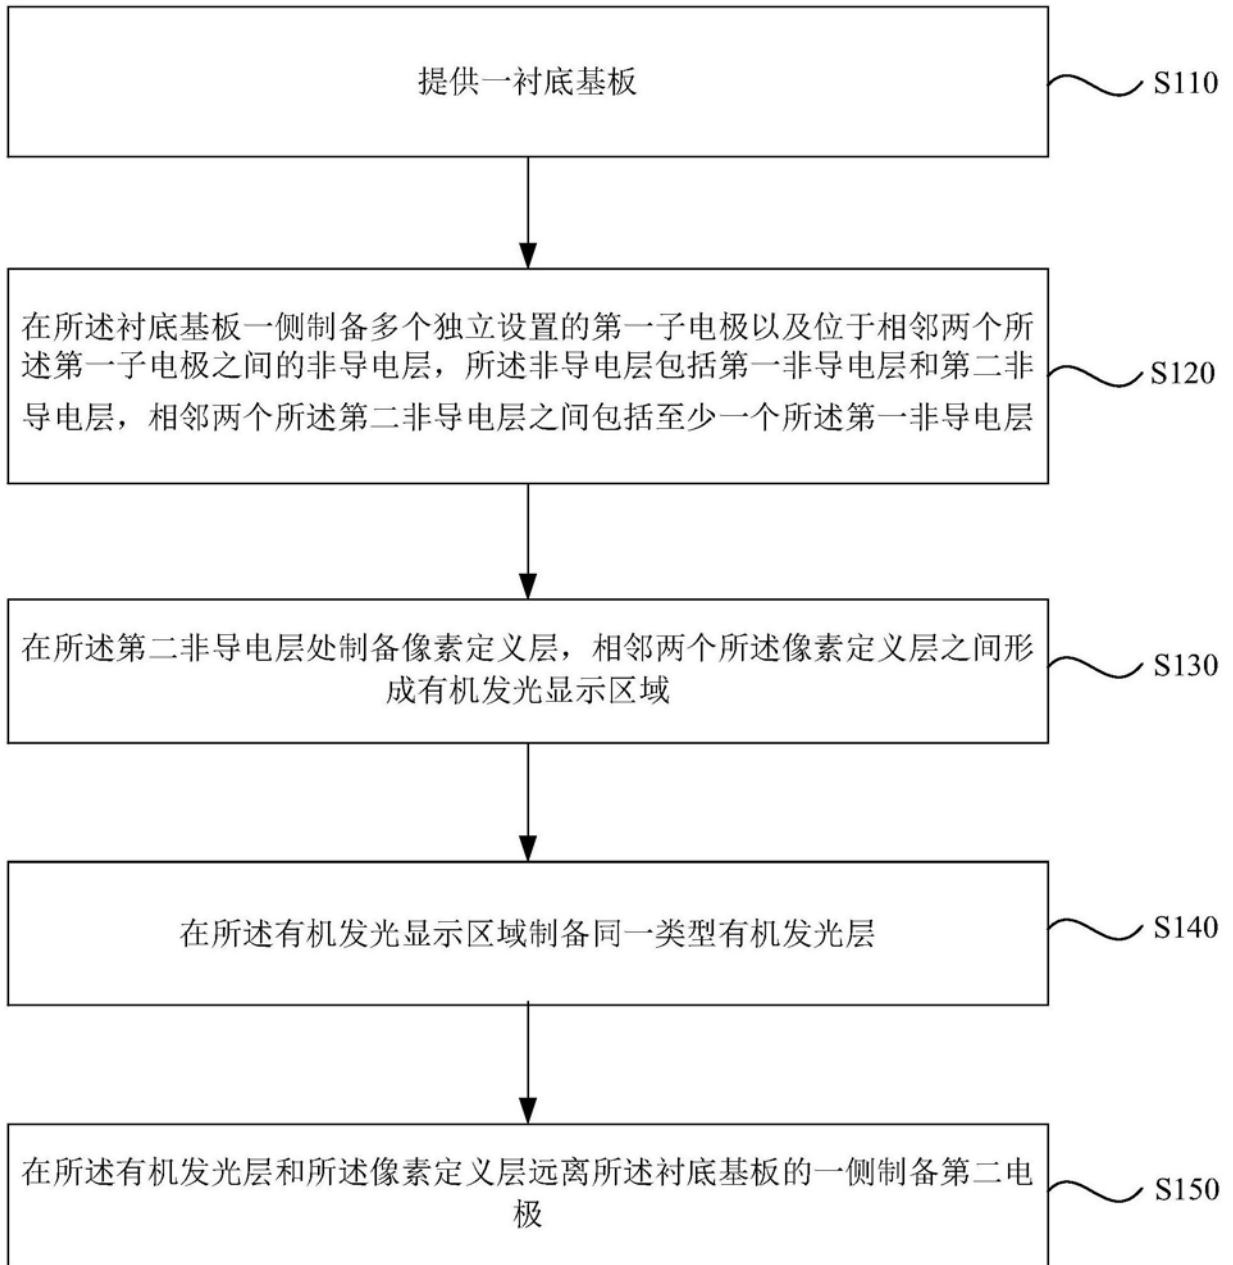 提供一衬底基板
S110
在所述衬底基板一侧制备多个独立设置的第一子电极以及位于相邻两个所
述第一子电极之间的非导电层，所述非导电层包括第一非导电层和第二非
导电层，相邻两个所述第二非导电层之间包括至少一个所述第一非导电层
S120
在所述第二非导电层处制备像素定义层，相邻两个所述像素定义层之间形
成有机发光显示区域
S130
在所述有机发光显示区域制备同一类型有机发光层
S140
在所述有机发光层和所述像素定义层远离所述衬底基板的一侧制备第二电
极
S150